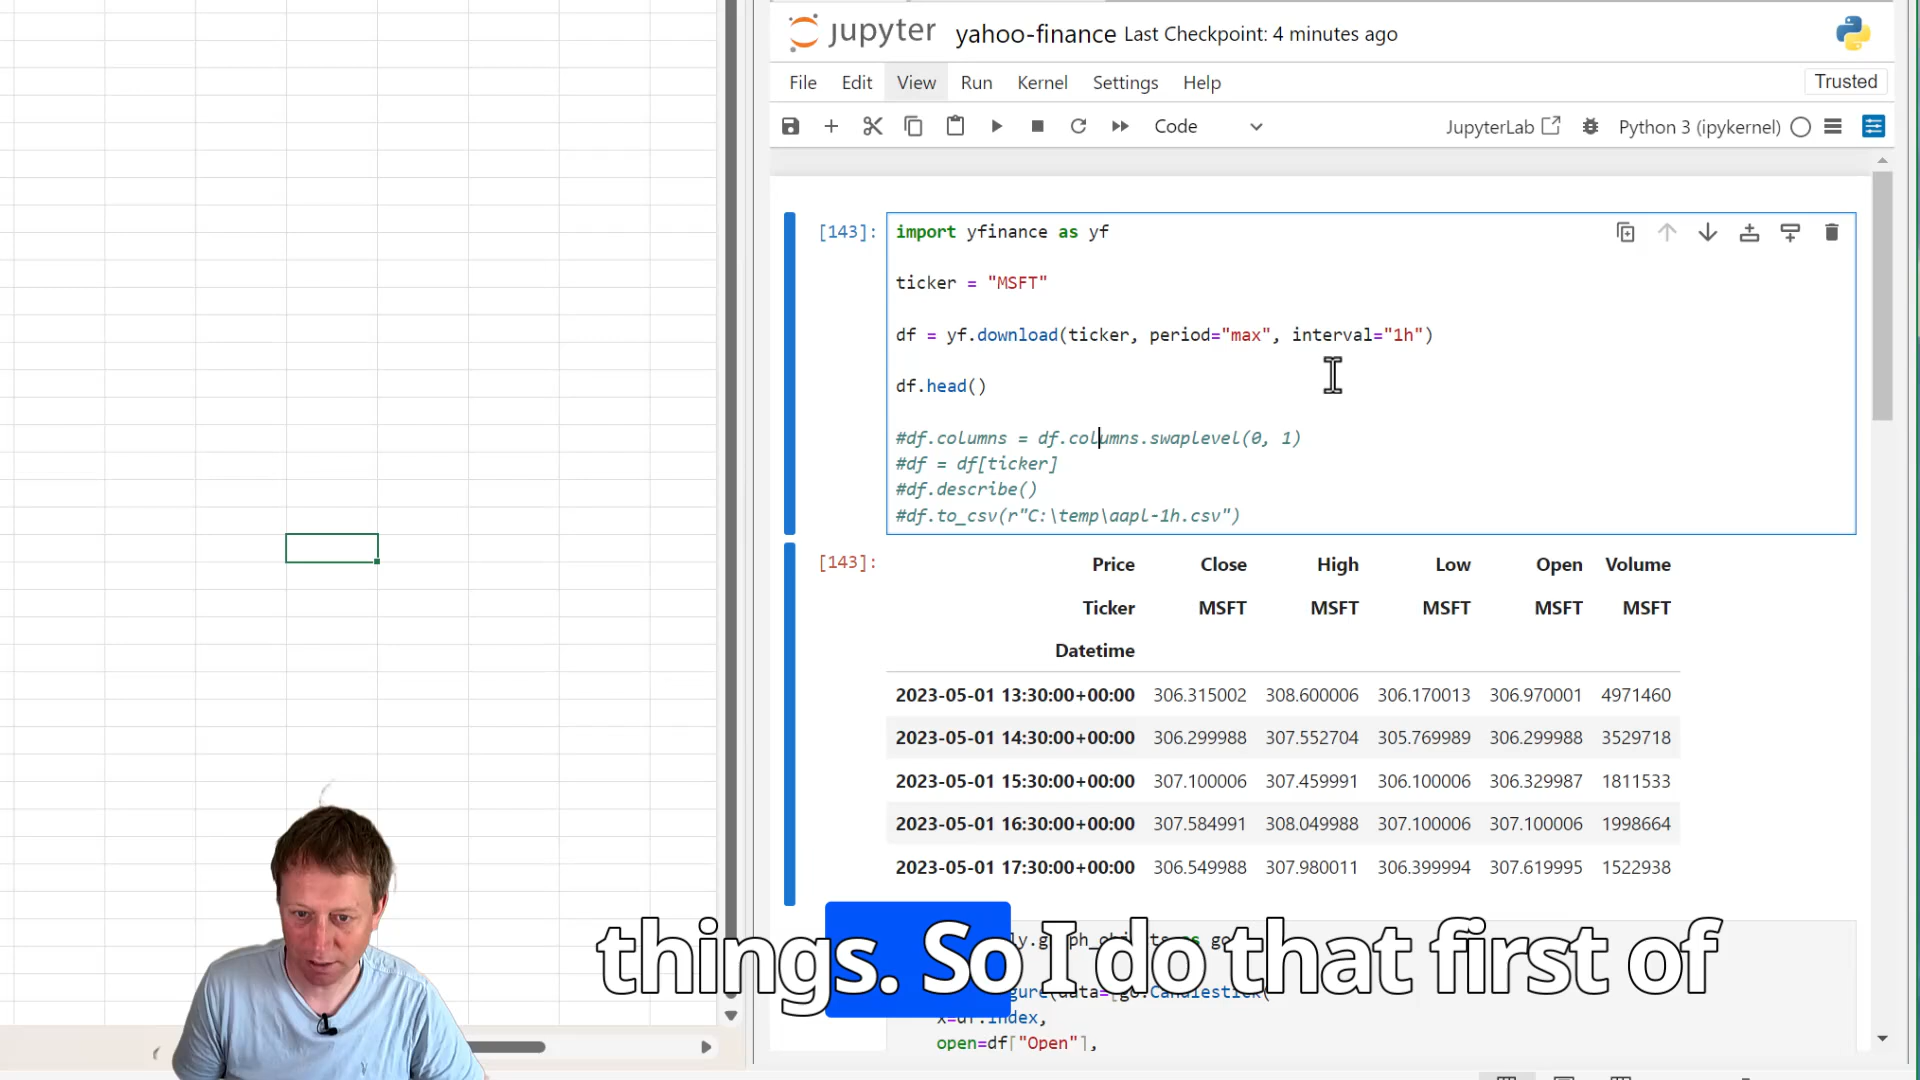 jupyter yahoo-finance Last Checkpoint: 4 minutes ago
File Edit View Run Kernel Settings Help Trusted
Code JupyterLab Python 3 (ipykernel)
[143]: import yfinance as yf
ticker = "MSFT"
df = yf.download(ticker, period="max", interval="1h")
df.head()
#df.columns = df.columns.swaplevel(0, 1)
#df = df[ticker]
#df.describe()
#df.to_csv(r"C:\temp\aapl-1h.csv")
[143]: Price Close High Low Open Volume
Ticker MSFT MSFT MSFT MSFT MSFT
Datetime
2023-05-01 13:30:00+00:00 306.315002 308.600006 306.170013 306.970001 4971460
2023-05-01 14:30:00+00:00 306.299988 307.552704 305.769989 306.299988 3529718
2023-05-01 15:30:00+00:00 307.100006 307.459991 306.100006 306.329987 1811533
2023-05-01 16:30:00+00:00 307.584991 308.049988 307.100006 307.100006 1998664
2023-05-01 17:30:00+00:00 306.549988 307.980011 306.399994 307.619995 1522938
things. So I do that first of
x=df.index,
open=df["Open"],